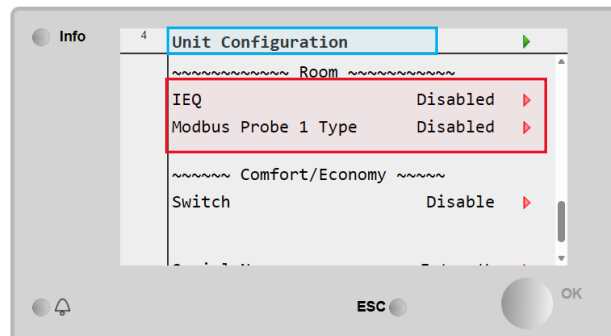 Info
4
Unit Configuration
~~~~~~~~~~~~ Room ~~~~~~~~~~~
IEQ Disabled
Modbus Probe 1 Type Disabled
~~~~~~ Comfort/Economy ~~~~~
Switch Disable
ESC
OK